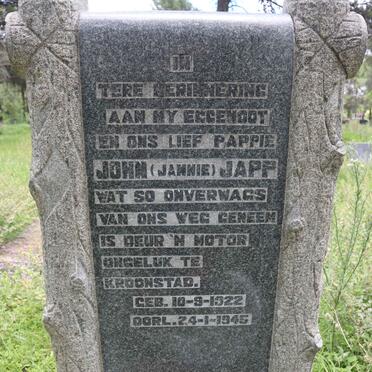 IN
TERE HERINNERING
AAN MY EGGENOOT
EN ONS LIEF PAPPIE
JOHN (JANNIE) JAPP
WAT SO ONVERWAGS
VAN ONS WEG GENEEM
IS DEUR 'N MOTOR
ONGELUK TE
KROONSTAD.
GEB. 10-9-1922
OORL. 24-1-1945